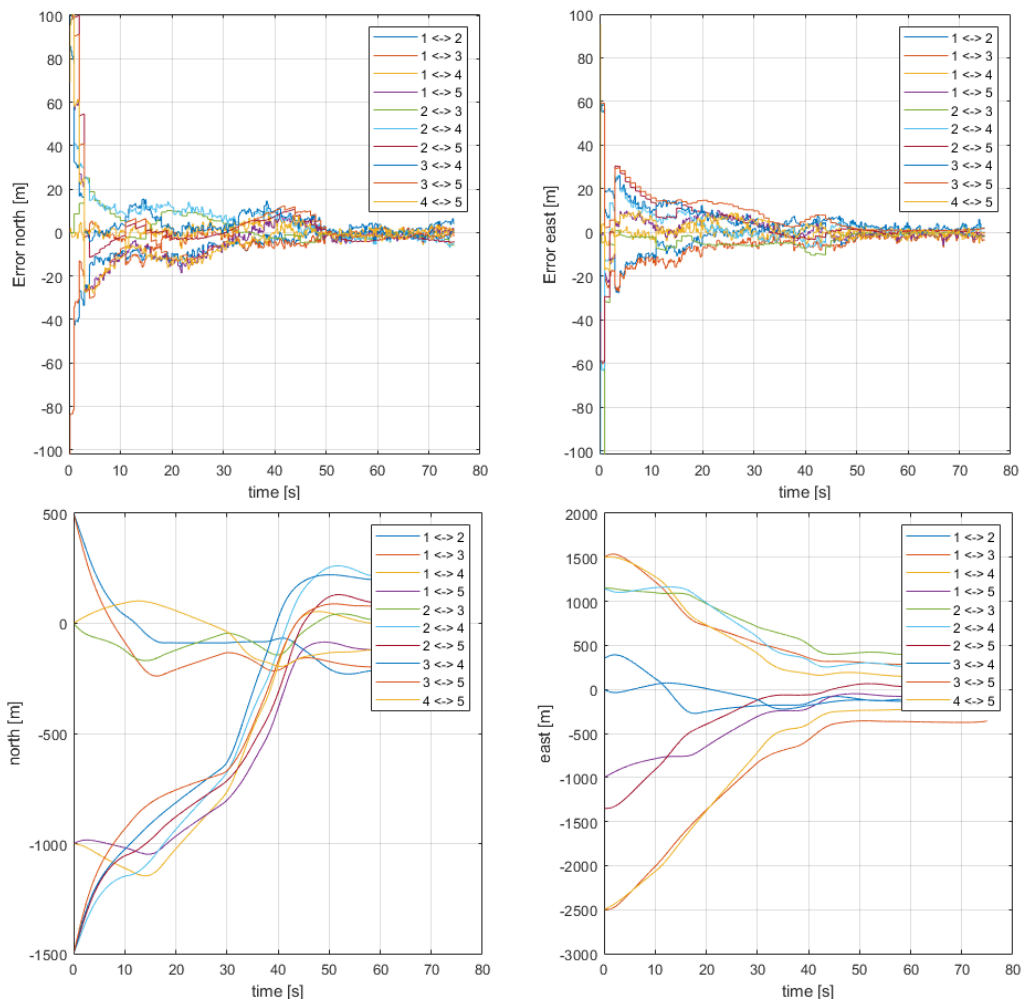 100
80
60
40
20
0
-20
-40
-60
-80
-100
Error north [m]
0 10 20 30 40 50 60 70 80
time [s]
1 <-> 2
1 <-> 3
1 <-> 4
1 <-> 5
2 <-> 3
2 <-> 4
2 <-> 5
3 <-> 4
3 <-> 5
4 <-> 5
100
80
60
40
20
0
-20
-40
-60
-80
-100
Error east [m]
0 10 20 30 40 50 60 70 80
time [s]
1 <-> 2
1 <-> 3
1 <-> 4
1 <-> 5
2 <-> 3
2 <-> 4
2 <-> 5
3 <-> 4
3 <-> 5
4 <-> 5
500
0
-500
-1000
-1500
north [m]
0 10 20 30 40 50 60 70 80
time [s]
1 <-> 2
1 <-> 3
1 <-> 4
1 <-> 5
2 <-> 3
2 <-> 4
2 <-> 5
3 <-> 4
3 <-> 5
4 <-> 5
2000
1500
1000
500
0
-500
-1000
-1500
-2000
-2500
-3000
east [m]
0 10 20 30 40 50 60 70 80
time [s]
1 <-> 2
1 <-> 3
1 <-> 4
1 <-> 5
2 <-> 3
2 <-> 4
2 <-> 5
3 <-> 4
3 <-> 5
4 <-> 5